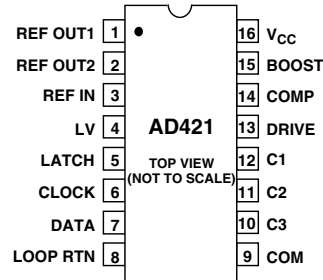 REF OUT1 1
REF OUT2 2
REF IN 3
LV 4
LATCH 5
CLOCK 6
DATA 7
LOOP RTN 8
AD421
TOP VIEW
(NOT TO SCALE)
16 VCC
15 BOOST
14 COMP
13 DRIVE
12 C1
11 C2
10 C3
9 COM